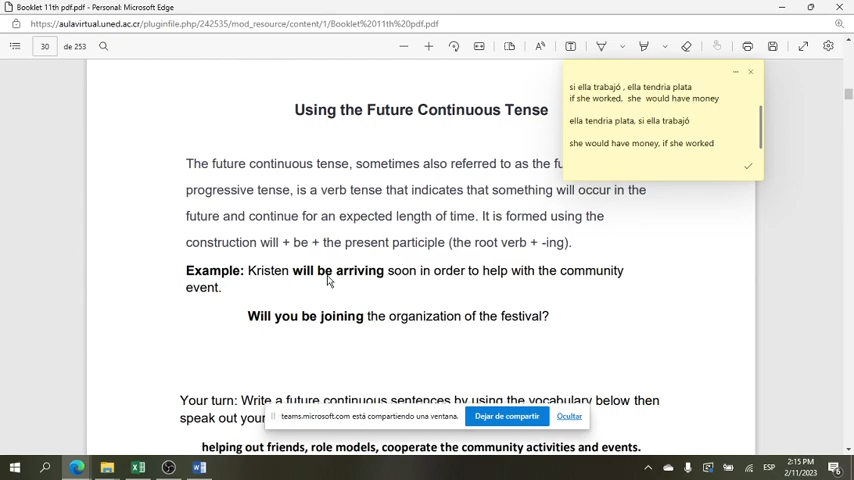 Booklet 11th pdf.pdf - Personal: Microsoft Edge
https://aulavirtual.uned.ac.cr/pluginfile.php/242535/mod_resource/content/1/Booklet%2011th%20pdf.pdf
30 de 253
si ella trabajó , ella tendria plata
if she worked, she would have money
ella tendria plata, si ella trabajó
she would have money, if she worked
Using the Future Continuous Tense
The future continuous tense, sometimes also referred to as the
progressive tense, is a verb tense that indicates that something will occur in the
future and continue for an expected length of time. It is formed using the
construction will + be + the present participle (the root verb + -ing).
Example: Kristen will be arriving soon in order to help with the community
event.
Will you be joining the organization of the festival?
Your turn: Write a future continuous sentences by using the vocabulary below then
speak out your
teams.microsoft.com está compartiendo una ventana. Dejar de compartir Ocultar
helping out friends, role models, cooperate the community activities and events.
ESP
2:15 PM
2/11/2023